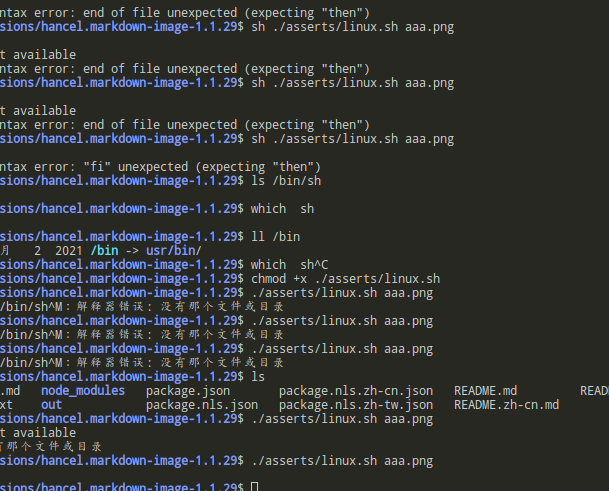 ntax error: end of file unexpected (expecting "then")
sions/hancel.markdown-image-1.1.29$ sh ./asserts/linux.sh aaa.png
t available
ntax error: end of file unexpected (expecting "then")
sions/hancel.markdown-image-1.1.29$ sh ./asserts/linux.sh aaa.png
t available
ntax error: end of file unexpected (expecting "then")
sions/hancel.markdown-image-1.1.29$ sh ./asserts/linux.sh aaa.png
ntax error: "fi" unexpected (expecting "then")
sions/hancel.markdown-image-1.1.29$ ls /bin/sh
sions/hancel.markdown-image-1.1.29$ which  sh
sions/hancel.markdown-image-1.1.29$ ll /bin
月   2  2021 /bin -> usr/bin/
sions/hancel.markdown-image-1.1.29$ which  sh^C
sions/hancel.markdown-image-1.1.29$ chmod +x ./asserts/linux.sh
sions/hancel.markdown-image-1.1.29$ ./asserts/linux.sh aaa.png
/bin/sh^M：解释器错误: 没有那个文件或目录
sions/hancel.markdown-image-1.1.29$ ./asserts/linux.sh aaa.png
/bin/sh^M：解释器错误: 没有那个文件或目录
sions/hancel.markdown-image-1.1.29$ ./asserts/linux.sh aaa.png
/bin/sh^M：解释器错误: 没有那个文件或目录
sions/hancel.markdown-image-1.1.29$ ls
.md   node_modules   package.json       package.nls.zh-cn.json   README.md         READ
xt   out            package.nls.json   package.nls.zh-tw.json   README.zh-cn.md
sions/hancel.markdown-image-1.1.29$ ./asserts/linux.sh aaa.png
t available
有那个文件或目录
sions/hancel.markdown-image-1.1.29$ ./asserts/linux.sh aaa.png
sions/hancel.markdown-image-1.1.29$